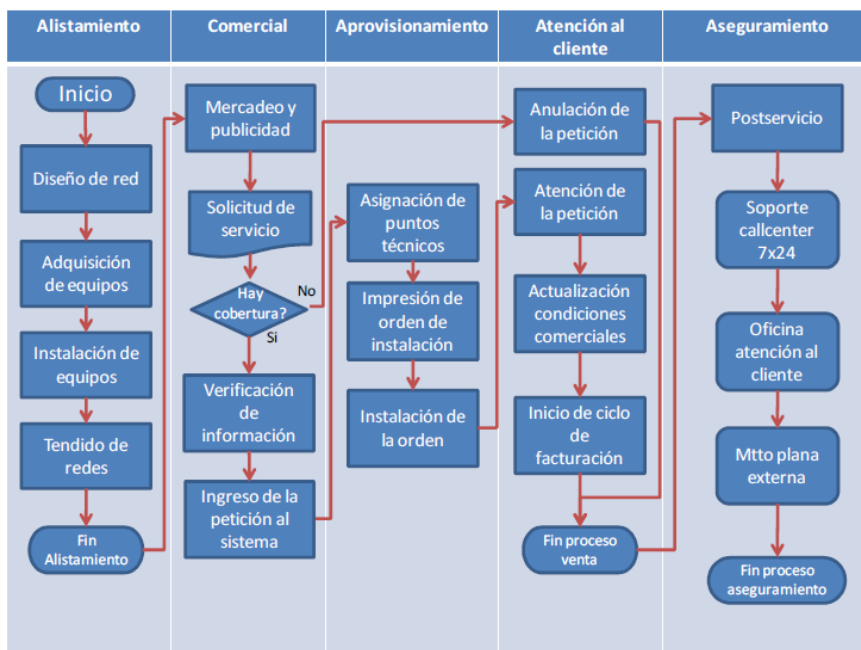 Alistamiento
Comercial
Aprovisionamiento
Atención al
cliente
Aseguramiento
Inicio
Diseño de red
Adquisición
de equipos
Instalación de
equipos
Tendido de
redes
Fin
Alistamiento
Mercadeo y
publicidad
Solicitud de
servicio
Hay
cobertura?
No
Si
Verificación
de
información
Ingreso de la
petición al
sistema
Asignación de
puntos
técnicos
Impresión de
orden de
instalación
Instalación de
la orden
Anulación de
la petición
Atención de
la petición
Actualización
condiciones
comerciales
Inicio de ciclo
de
facturación
Fin proceso
venta
Postservicio
Soporte
callcenter
7x24
Oficina
atención al
cliente
Mtto plana
externa
Fin proceso
aseguramiento